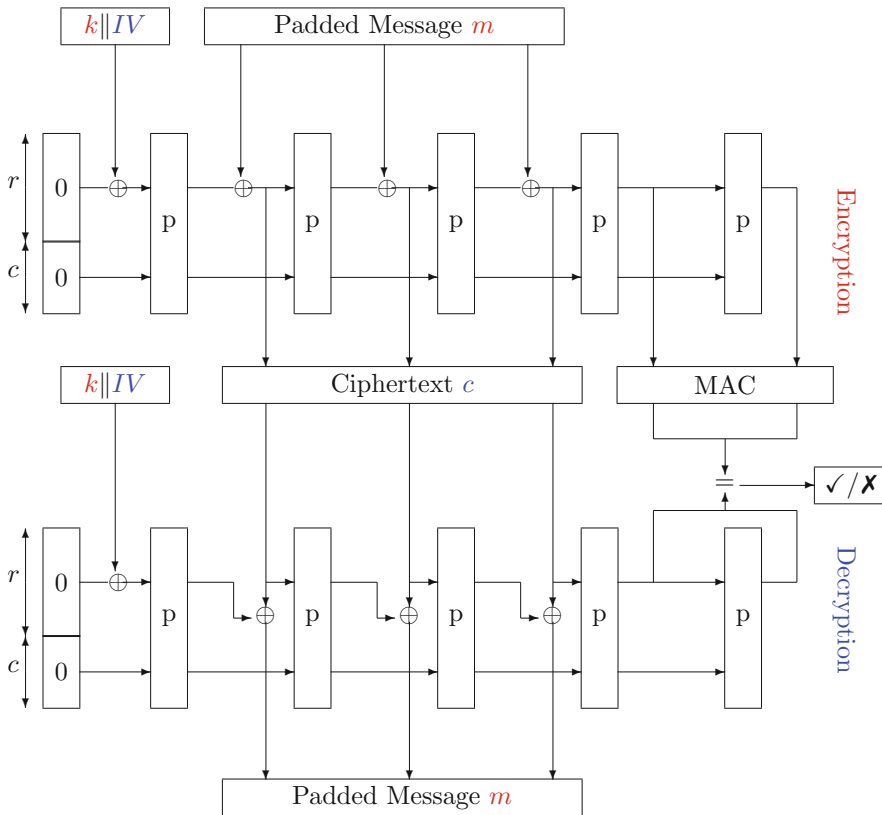 k‖IV
Padded Message m
r
c
0
0
p
p
p
p
p
Encryption
k‖IV
Ciphertext c
MAC
=
✓/✗
r
c
0
0
p
p
p
p
p
Decryption
Padded Message m